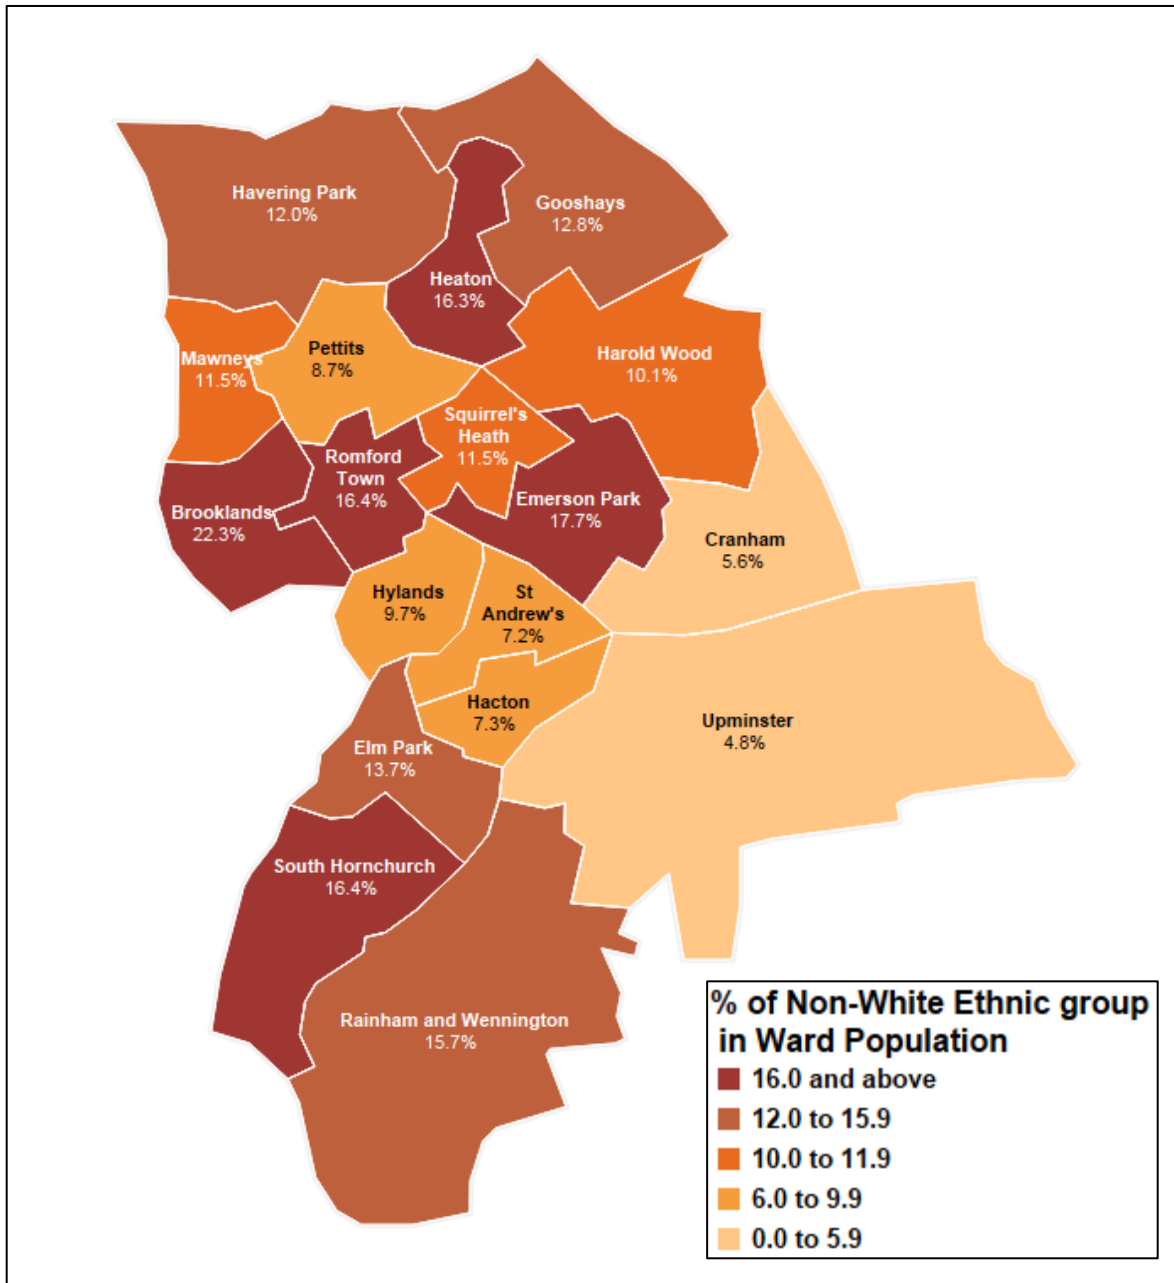 Havering Park
12.0%
Gooshays
12.8%
Heaton
16.3%
Pettits
8.7%
Mawneys
11.5%
Harold Wood
10.1%
Squirrel's
Heath
11.5%
Romford
Town
16.4%
Emerson Park
17.7%
Brooklands
22.3%
Cranham
5.6%
Hylands
9.7%
St
Andrew's
7.2%
Hacton
7.3%
Upminster
4.8%
Elm Park
13.7%
South Hornchurch
16.4%
Rainham and Wennington
15.7%
% of Non-White Ethnic group
in Ward Population
16.0 and above
12.0 to 15.9
10.0 to 11.9
6.0 to 9.9
0.0 to 5.9